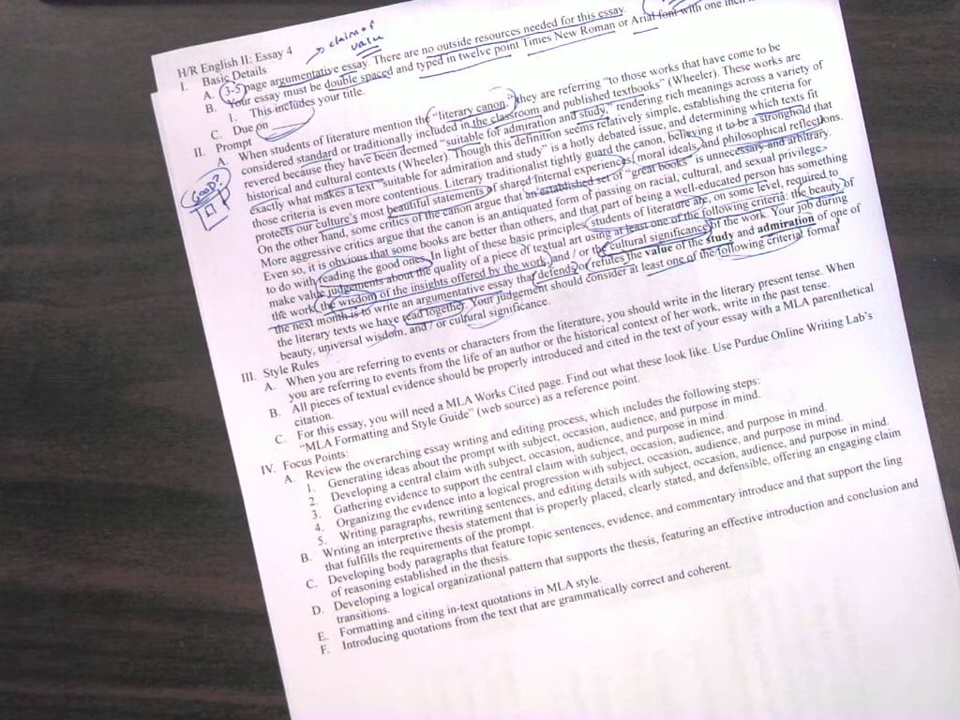 claim of
value
H/R English II: Essay 4
I. Basic Details
A. 3-5 page argumentative essay. There are no outside resources needed for this essay.
B. Your essay must be double spaced and typed in twelve point Times New Roman or Arial font with one inch
1. This includes your title.
C. Due on
II. Prompt
A. When students of literature mention the "literary canon," they are referring "to those works that have come to be
considered standard or traditionally included in the classroom and published textbooks" (Wheeler). These works are
revered because they have been deemed "suitable for admiration and study," rendering rich meanings across a variety of
historical and cultural contexts (Wheeler). Though this definition seems relatively simple, establishing the criteria for
exactly what makes a text "suitable for admiration and study" is a hotly debated issue, and determining which texts fit
those criteria is even more contentious. Literary traditionalist tightly guard the canon, believing it to be a stronghold that
protects our culture's most beautiful statements of shared internal experiences, moral ideals, and philosophical reflections.
On the other hand, some critics of the canon argue that an established set of "great books" is unnecessary and arbitrary.
More aggressive critics argue that the canon is an antiquated form of passing on racial, cultural, and sexual privilege.
Even so, it is obvious that some books are better than others, and that part of being a well-educated person has something
to do with reading the good ones. In light of these basic principles, students of literature are, on some level, required to
make value judgements about the quality of a piece of textual art using at least one of the following criteria: the beauty of
the work, the wisdom of the insights offered by the work, and / or the cultural significance of the work. Your job during
the next month is to write an argumentative essay that defends or refutes the value of the study and admiration of one of
the literary texts we have read together. Your judgement should consider at least one of the following criteria: formal
beauty, universal wisdom, and / or cultural significance.
GOOD?
III. Style Rules
A. When you are referring to events or characters from the literature, you should write in the literary present tense. When
you are referring to events from the life of an author or the historical context of her work, write in the past tense.
B. All pieces of textual evidence should be properly introduced and cited in the text of your essay with a MLA parenthetical
citation.
C. For this essay, you will need a MLA Works Cited page. Find out what these look like. Use Purdue Online Writing Lab's
"MLA Formatting and Style Guide" (web source) as a reference point.
IV. Focus Points:
A. Review the overarching essay writing and editing process, which includes the following steps:
1. Generating ideas about the prompt with subject, occasion, audience, and purpose in mind.
2. Developing a central claim with subject, occasion, audience, and purpose in mind
3. Gathering evidence to support the central claim with subject, occasion, audience, and purpose in mind.
4. Organizing the evidence into a logical progression with subject, occasion, audience, and purpose in mind.
5. Writing paragraphs, rewriting sentences, and editing details with subject, occasion, audience, and purpose in mind.
B. Writing an interpretive thesis statement that is properly placed, clearly stated, and defensible, offering an engaging claim
that fulfills the requirements of the prompt.
C. Developing body paragraphs that feature topic sentences, evidence, and commentary introduce and that support the ling
of reasoning established in the thesis.
D. Developing a logical organizational pattern that supports the thesis, featuring an effective introduction and conclusion and
transitions.
E. Formatting and citing in-text quotations in MLA style.
F. Introducing quotations from the text that are grammatically correct and coherent.